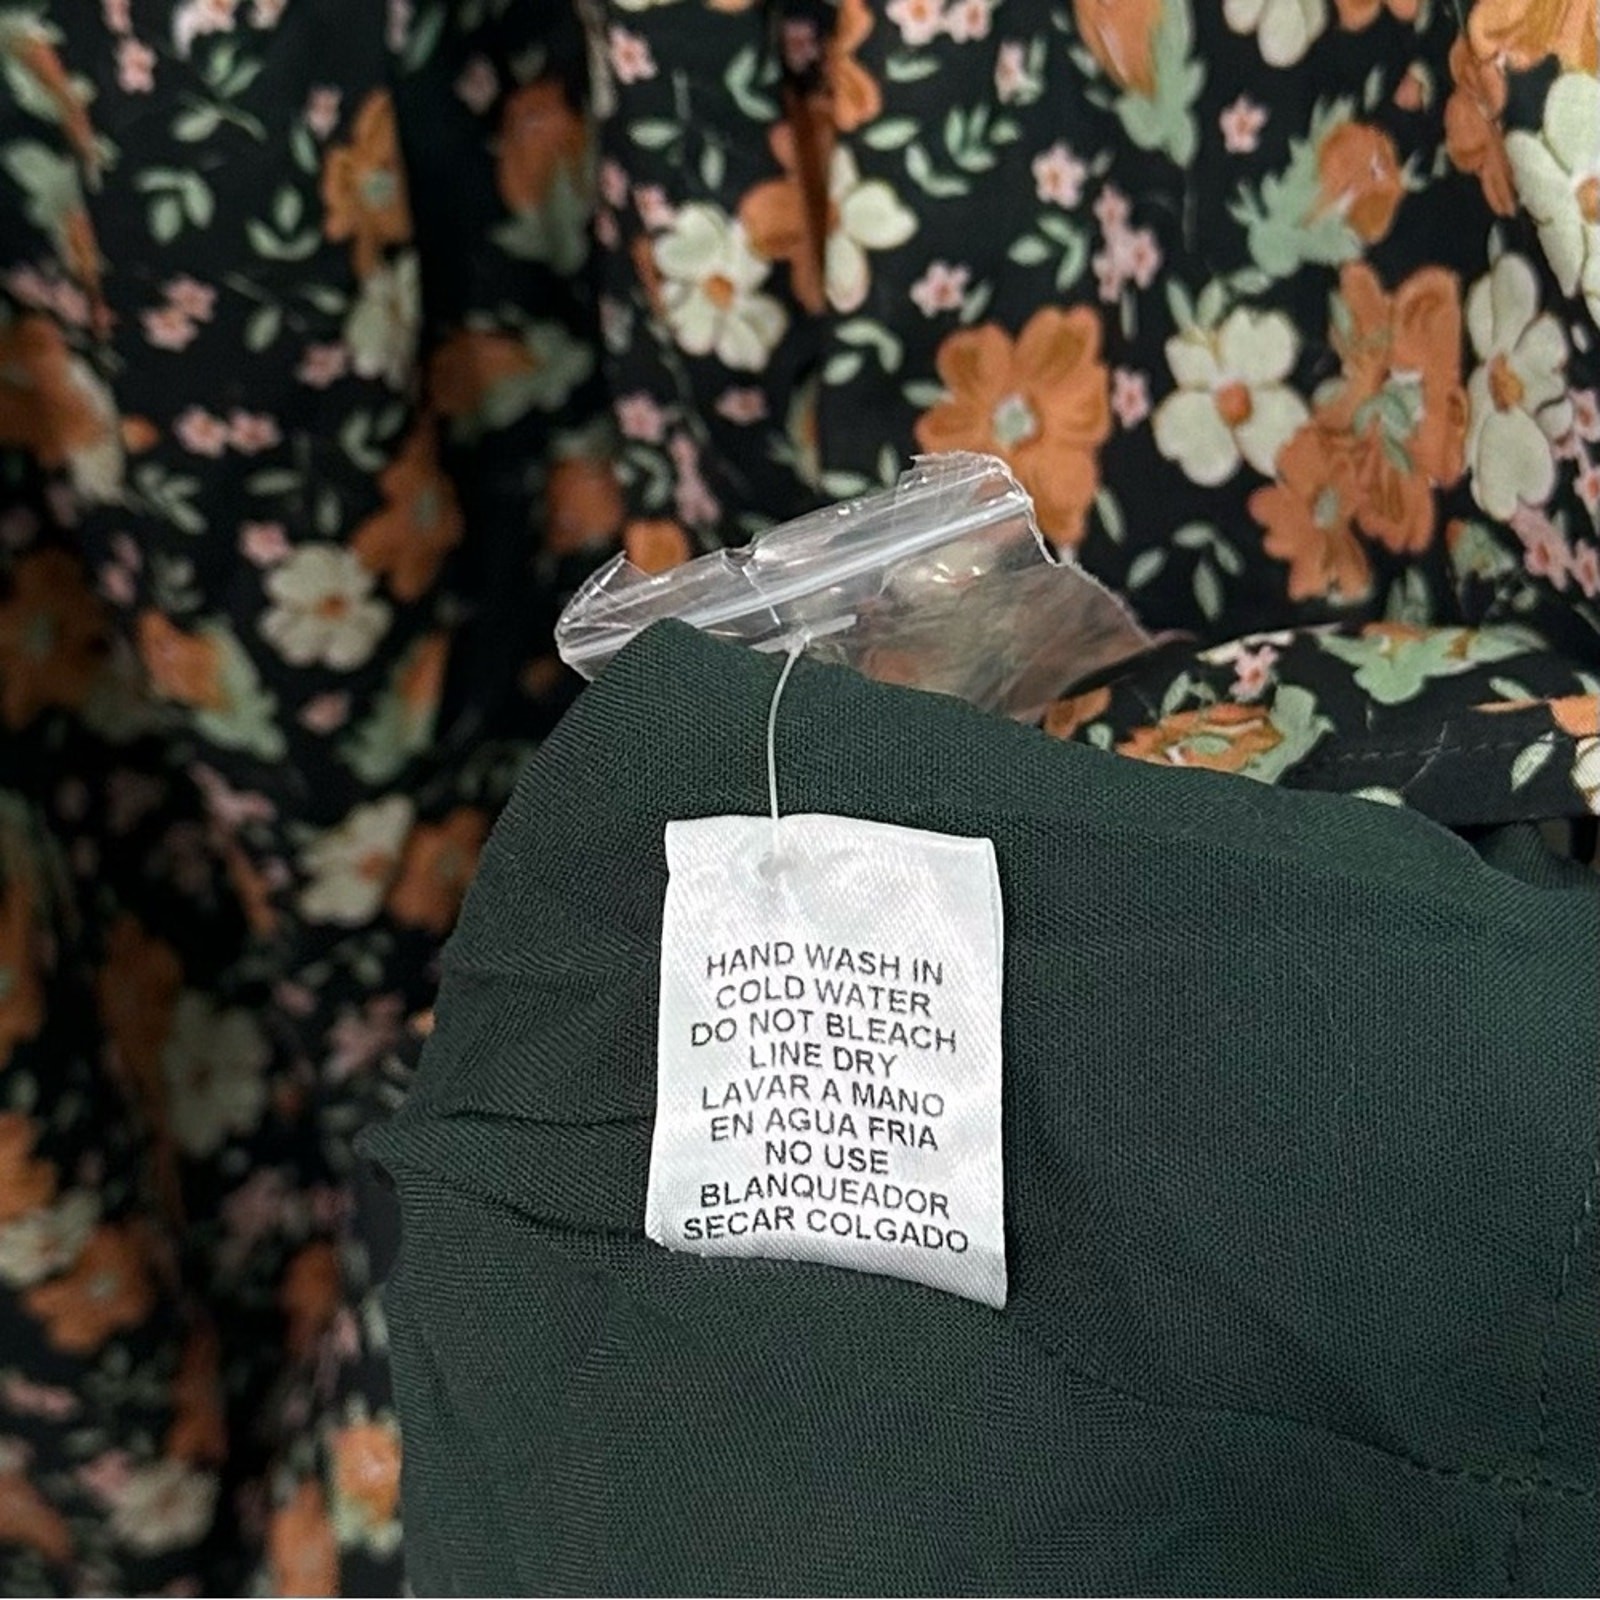 HAND WASH IN
COLD WATER
DO NOT BLEACH
LINE DRY
LAVAR A MANO
EN AGUA FRIA
NO USE
BLANQUEADOR
SECAR COLGADO